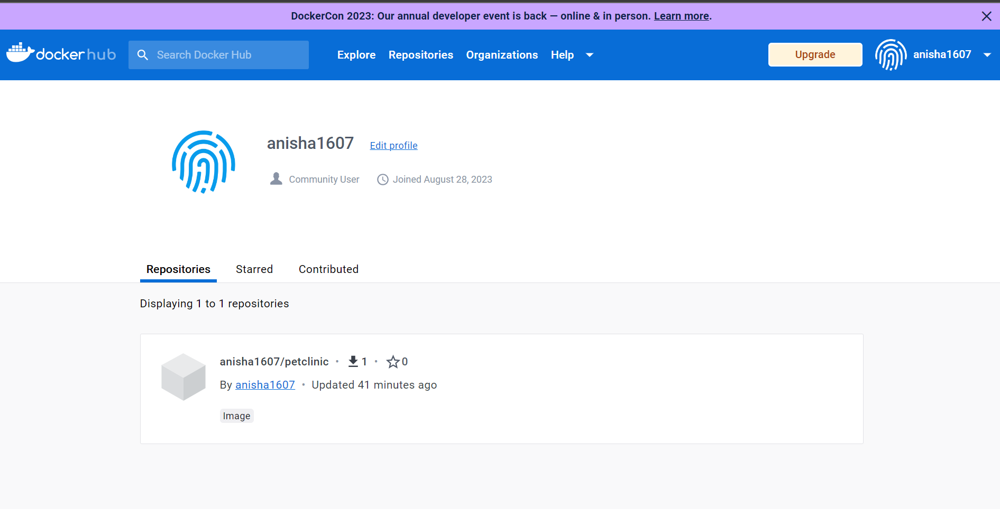 DockerCon 2023: Our annual developer event is back — online & in person. Learn more.
dockerhub
Search Docker Hub
Explore
Repositories
Organizations
Help
Upgrade
anisha1607
anisha1607
Edit profile
Community User
Joined August 28, 2023
Repositories
Starred
Contributed
Displaying 1 to 1 repositories
anisha1607/petclinic • 1 • 0
By anisha1607 • Updated 41 minutes ago
Image